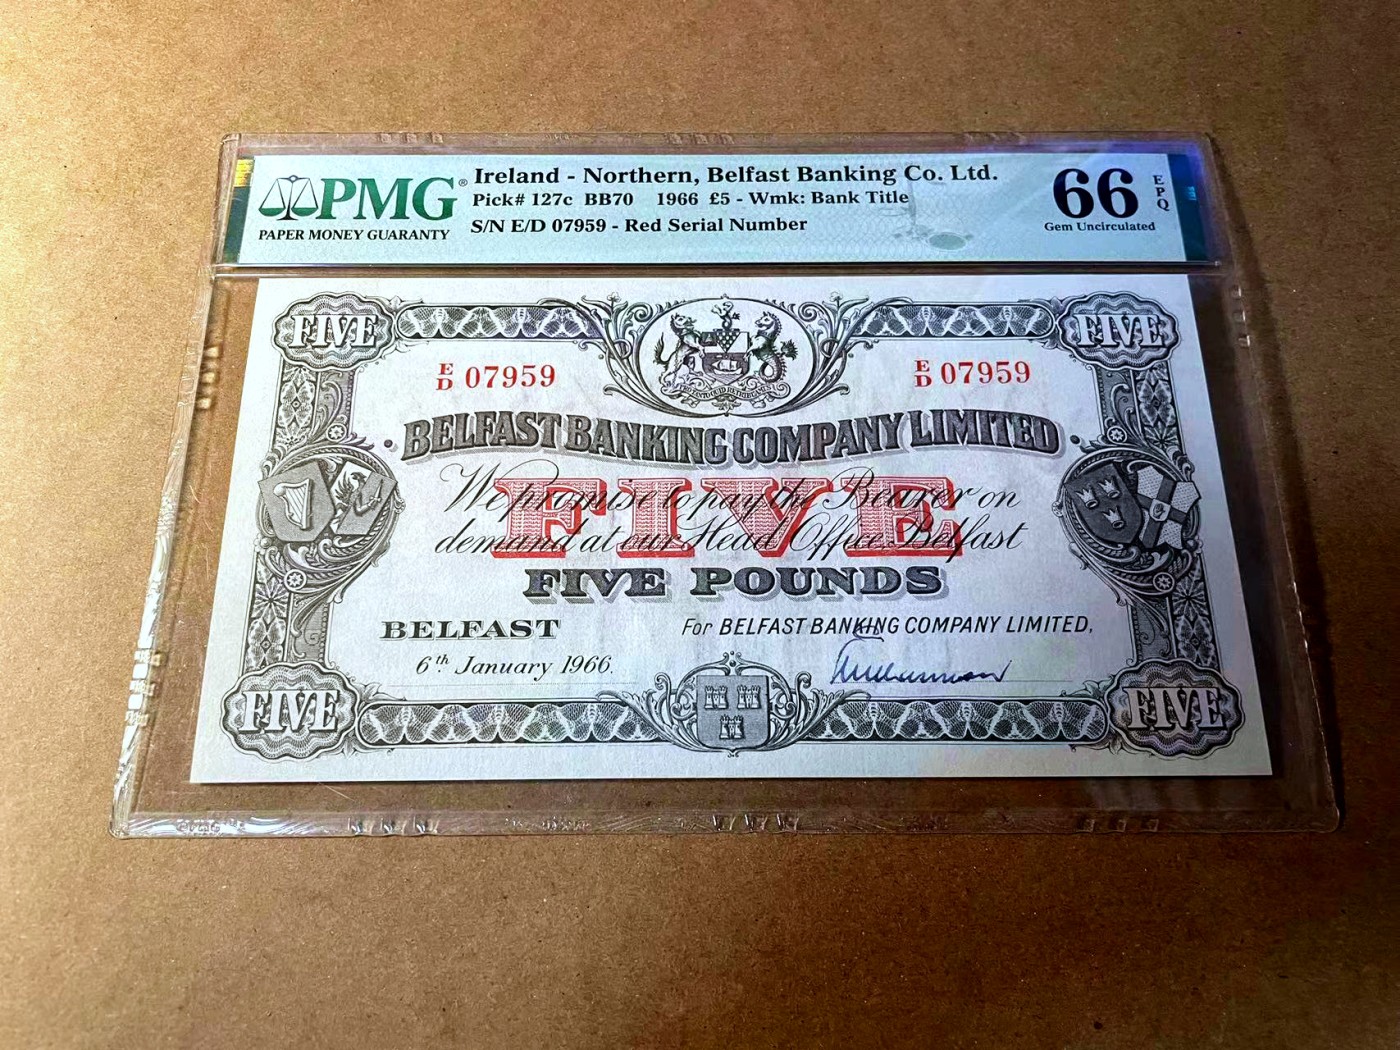 PMG®
PAPER MONEY GUARANTY
Ireland - Northern, Belfast Banking Co. Ltd.
Pick# 127c BB70 1966 £5 - Wmk: Bank Title
S/N E/D 07959 - Red Serial Number
66
EPQ
Gem Uncirculated
FIVE
FIVE
E/D 07959
E/D 07959
BELFAST BANKING COMPANY LIMITED
FIVE
We promise to pay the Bearer on
demand at our Head Office Belfast
FIVE POUNDS
BELFAST
For BELFAST BANKING COMPANY LIMITED,
6th January 1966.
FIVE
FIVE